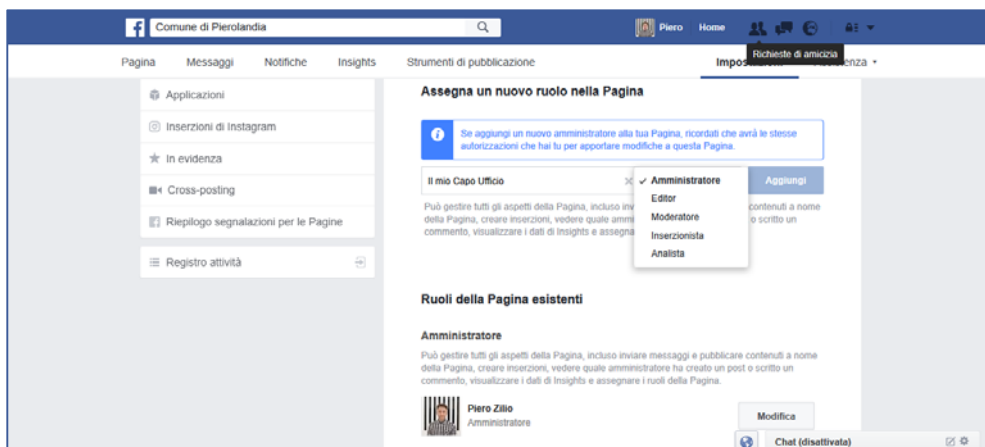 Comune di Pierolandia
Piero Home
Richieste di amicizia
Pagina Messaggi Notifiche Insights Strumenti di pubblicazione
Applicazioni
Inserzioni di Instagram
In evidenza
Cross-posting
Riepilogo segnalazioni per le Pagine
Registro attività
Assegna un nuovo ruolo nella Pagina
Se aggiungi un nuovo amministratore alla tua Pagina, ricordati che avrà le stesse
autorizzazioni che hai tu per apportare modifiche a questa Pagina.
Il mio Capo Ufficio
Amministratore
Editor
Moderatore
Inserzionista
Analista
Aggiungi
Può gestire tutti gli aspetti della Pagina, incluso contenuti a nome
della Pagina, creare inserzioni, vedere quale o scritto un
commento, visualizzare i dati di Insights e
Ruoli della Pagina esistenti
Amministratore
Può gestire tutti gli aspetti della Pagina, incluso inviare messaggi e pubblicare contenuti a nome
della Pagina, creare inserzioni, vedere quale amministratore ha creato un post o scritto un
commento, visualizzare i dati di Insights e assegnare i ruoli della Pagina.
Piero Zilio
Amministratore
Modifica
Chat (disattivata)